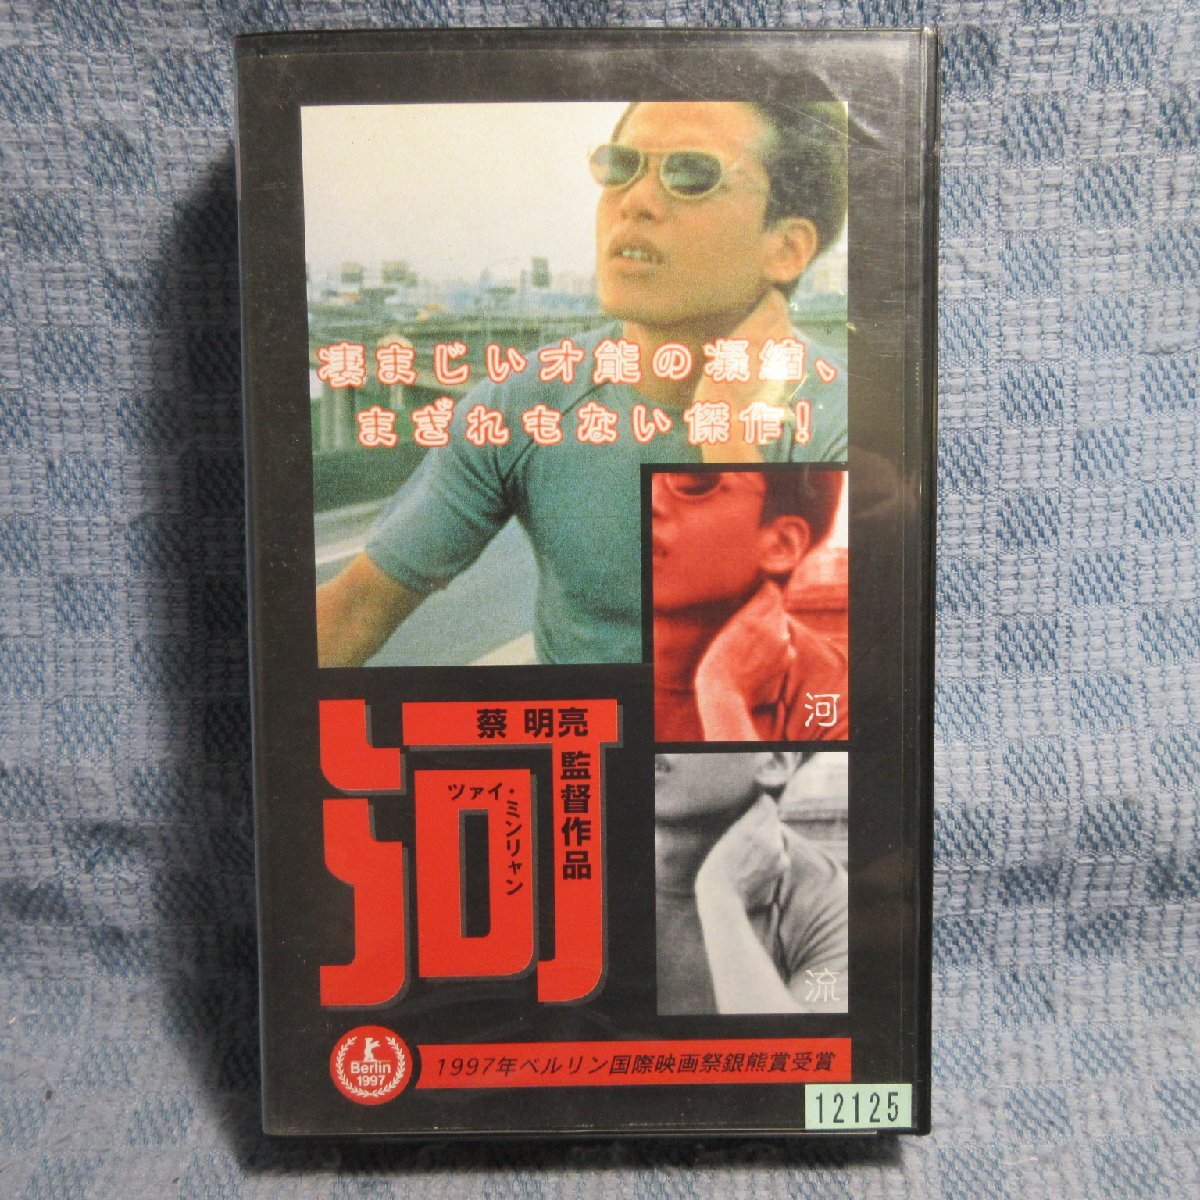 凄まじい才能の凝縮、
まぎれもない傑作!
河
流
河
蔡 明亮
監督作品
ツァイ・
ミンリャン
Berlin
1997
1997年ベルリン国際映画祭銀熊賞受賞
12125